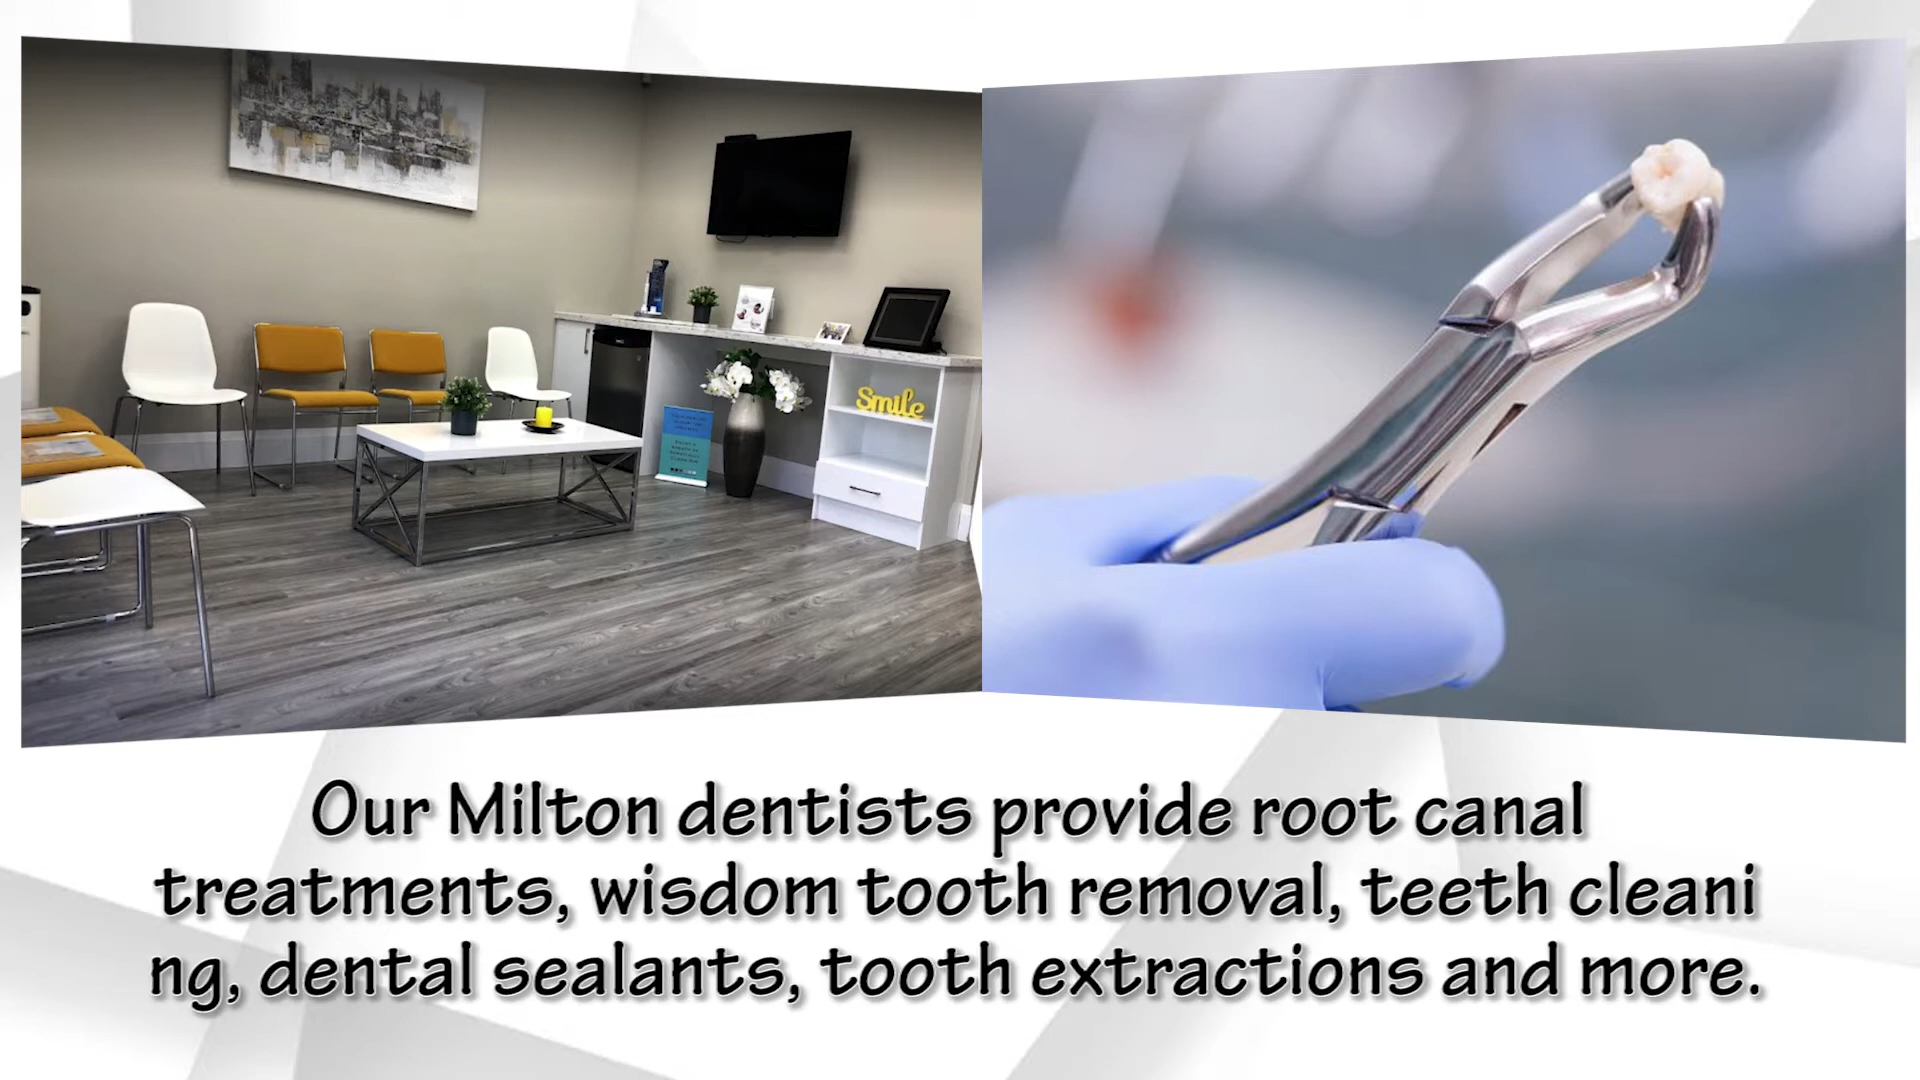 Smile
Our Milton dentists provide root canal
treatments, wisdom tooth removal, teeth cleani
ng, dental sealants, tooth extractions and more.